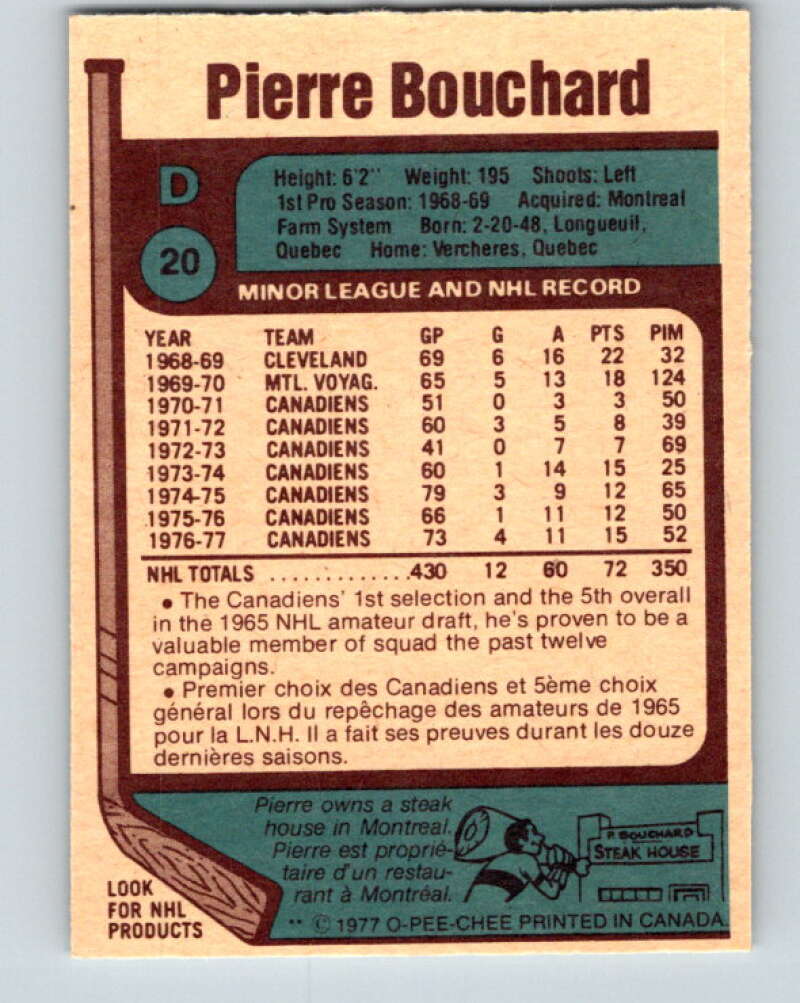 Pierre Bouchard
D
20
Height: 6'2" Weight: 195 Shoots: Left
1st Pro Season: 1968-69 Acquired: Montreal
Farm System Born: 2-20-48, Longueuil,
Quebec Home: Vercheres, Quebec
MINOR LEAGUE AND NHL RECORD
YEAR TEAM GP G A PTS PIM
1968-69 CLEVELAND 69 6 16 22 32
1969-70 MTL. VOYAG. 65 5 13 18 124
1970-71 CANADIENS 51 0 3 3 50
1971-72 CANADIENS 60 3 5 8 39
1972-73 CANADIENS 41 0 7 7 69
1973-74 CANADIENS 60 1 14 15 25
1974-75 CANADIENS 79 3 9 12 65
1975-76 CANADIENS 66 1 11 12 50
1976-77 CANADIENS 73 4 11 15 52
NHL TOTALS .............430 12 60 72 350
• The Canadiens' 1st selection and the 5th overall
in the 1965 NHL amateur draft, he's proven to be a
valuable member of squad the past twelve
campaigns.
• Premier choix des Canadiens et 5ème choix
général lors du repêchage des amateurs de 1965
pour la L.N.H. Il a fait ses preuves durant les douze
dernières saisons.
Pierre owns a steak
house in Montreal.
Pierre est proprié-
taire d'un restau-
rant à Montréal.
P. BOUCHARD
STEAK HOUSE
LOOK
FOR NHL
PRODUCTS
** © 1977 O-PEE-CHEE PRINTED IN CANADA